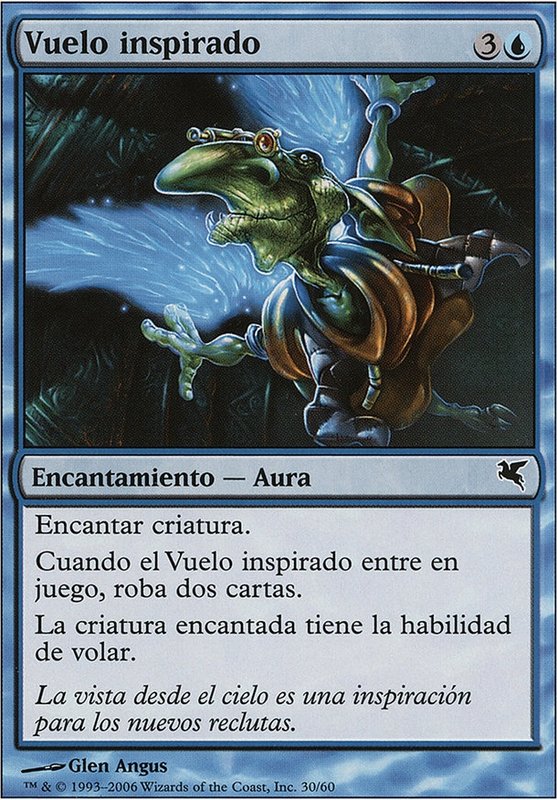 Vuelo inspirado 3
Encantamiento — Aura
Encantar criatura.
Cuando el Vuelo inspirado entre en
juego, roba dos cartas.
La criatura encantada tiene la habilidad
de volar.
La vista desde el cielo es una inspiración
para los nuevos reclutas.
Glen Angus
™ & © 1993–2006 Wizards of the Coast, Inc. 30/60